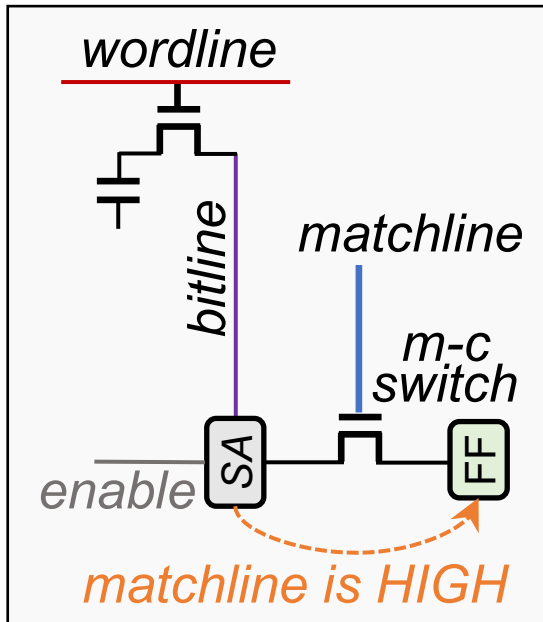 wordline
bitline
matchline
m-c
switch
SA
FF
enable
matchline is HIGH